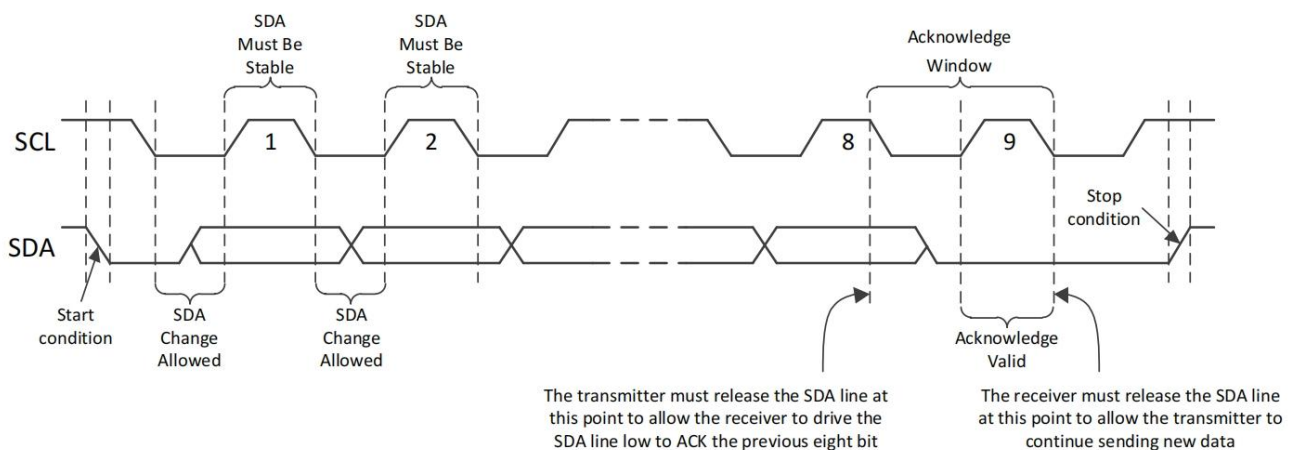 SDA
Must Be
Stable
SDA
Must Be
Stable
Acknowledge
Window
SCL
1
2
8
9
SDA
Stop
condition
Start
condition
SDA
Change
Allowed
SDA
Change
Allowed
Acknowledge
Valid
The transmitter must release the SDA line at
this point to allow the receiver to drive the
SDA line low to ACK the previous eight bit
The receiver must release the SDA line
at this point to allow the transmitter to
continue sending new data